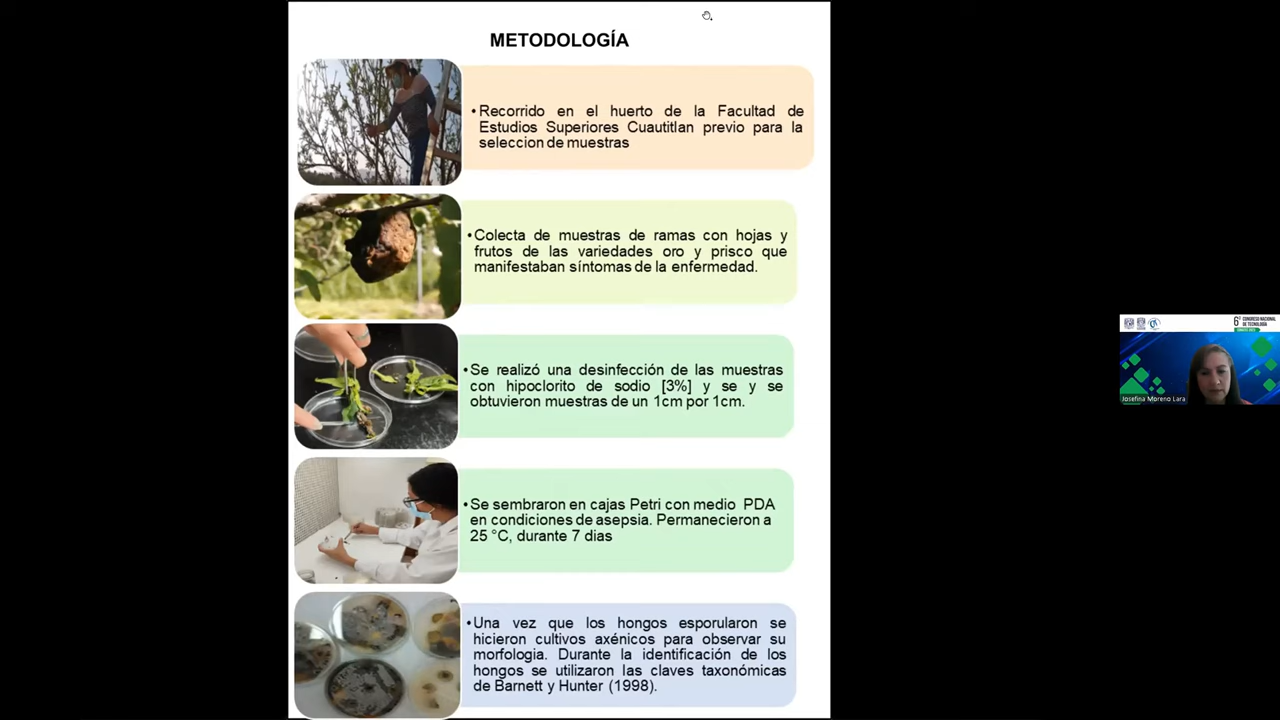 METODOLOGÍA
•Recorrido en el huerto de la Facultad de
Estudios Superiores Cuautitlan previo para la
seleccion de muestras
•Colecta de muestras de ramas con hojas y
frutos de las variedades oro y prisco que
manifestaban síntomas de la enfermedad.
•Se realizó una desinfección de las muestras
con hipoclorito de sodio [3%] y se y se
obtuvieron muestras de un 1cm por 1cm.
•Se sembraron en cajas Petri con medio PDA
en condiciones de asepsia. Permanecieron a
25 °C, durante 7 dias
•Una vez que los hongos esporularon se
hicieron cultivos axénicos para observar su
morfologia. Durante la identificación de los
hongos se utilizaron las claves taxonómicas
de Barnett y Hunter (1998).
6°
CONGRESO NACIONAL
DE TECNOLOGÍA
Josefina Moreno Lara